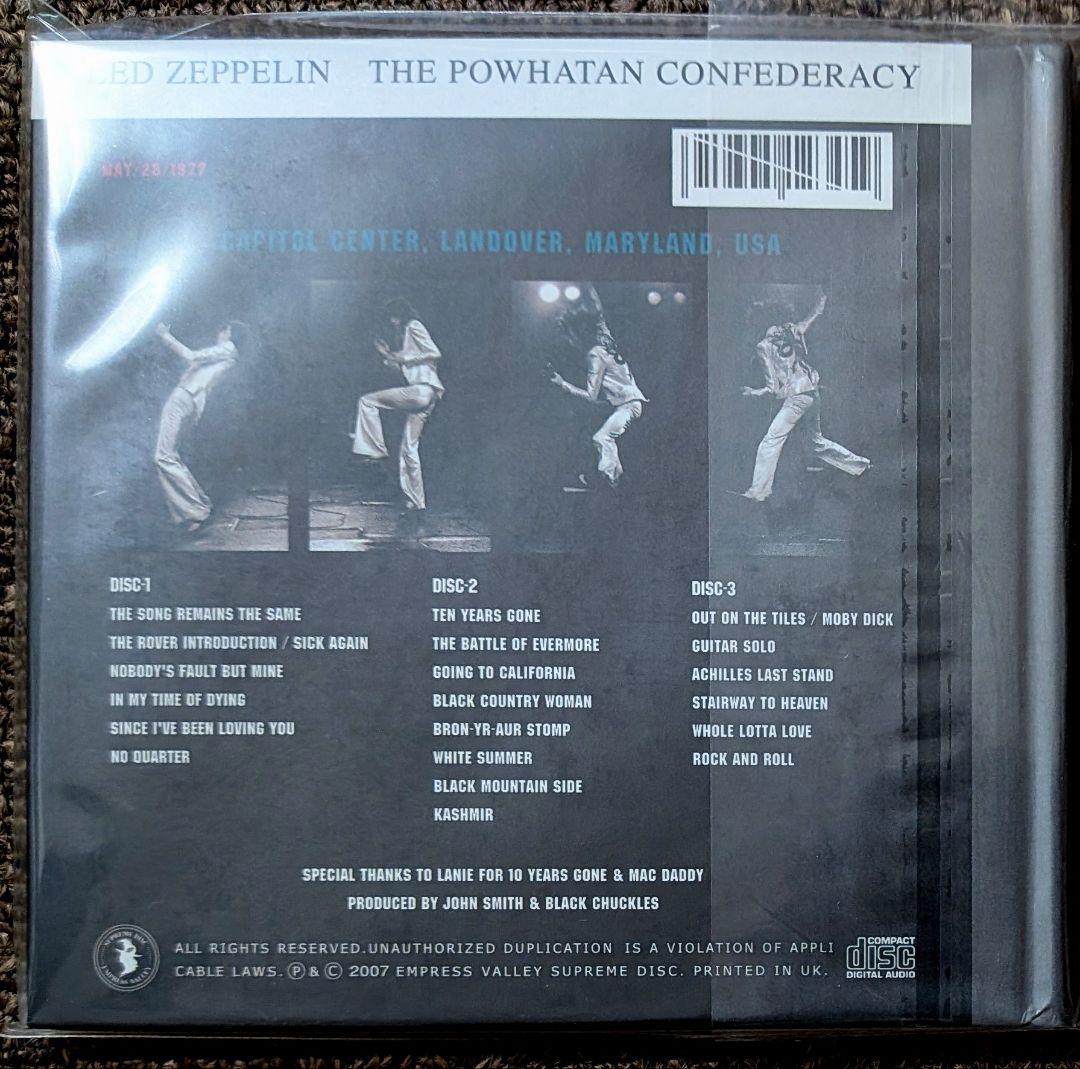 LED ZEPPELIN THE POWHATAN CONFEDERACY
MAY/28/1977
CAPITOL CENTER, LANDOVER, MARYLAND, USA
DISC-1
THE SONG REMAINS THE SAME
THE ROVER INTRODUCTION / SICK AGAIN
NOBODY'S FAULT BUT MINE
IN MY TIME OF DYING
SINCE I'VE BEEN LOVING YOU
NO QUARTER
DISC-2
TEN YEARS GONE
THE BATTLE OF EVERMORE
GOING TO CALIFORNIA
BLACK COUNTRY WOMAN
BRON-YR-AUR STOMP
WHITE SUMMER
BLACK MOUNTAIN SIDE
KASHMIR
DISC-3
OUT ON THE TILES / MOBY DICK
GUITAR SOLO
ACHILLES LAST STAND
STAIRWAY TO HEAVEN
WHOLE LOTTA LOVE
ROCK AND ROLL
SPECIAL THANKS TO LANIE FOR 10 YEARS GONE & MAC DADDY
PRODUCED BY JOHN SMITH & BLACK CHUCKLES
SUPREME DISC
EMPRESS VALLEY
ALL RIGHTS RESERVED.UNAUTHORIZED DUPLICATION IS A VIOLATION OF APPLI
CABLE LAWS. Ⓟ & © 2007 EMPRESS VALLEY SUPREME DISC. PRINTED IN UK.
COMPACT
disc
DIGITAL AUDIO